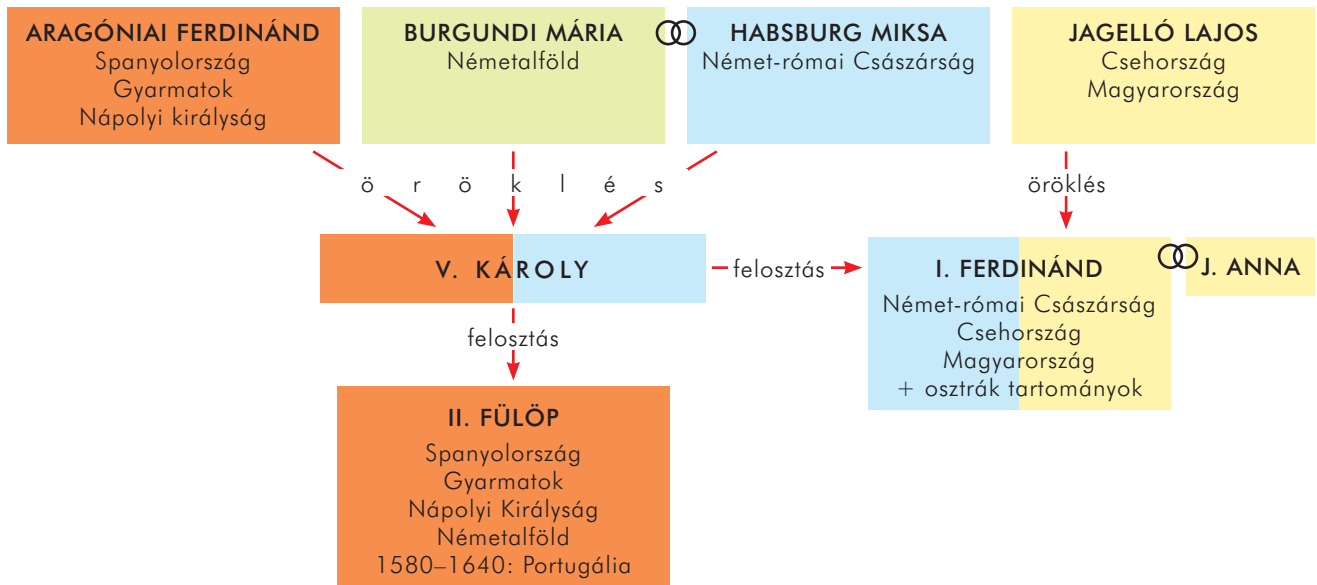 ARAGÓNIAI FERDINÁND
Spanyolország
Gyarmatok
Nápolyi királyság
BURGUNDI MÁRIA
Németalföld
HABSBURG MIKSA
Német-római Császárság
JAGELLÓ LAJOS
Csehország
Magyarország
ö r ö k l é s
öröklés
V. KÁROLY
felosztás
I. FERDINÁND
Német-római Császárság
Csehország
Magyarország
+ osztrák tartományok
J. ANNA
felosztás
II. FÜLÖP
Spanyolország
Gyarmatok
Nápolyi Királyság
Németalföld
1580–1640: Portugália